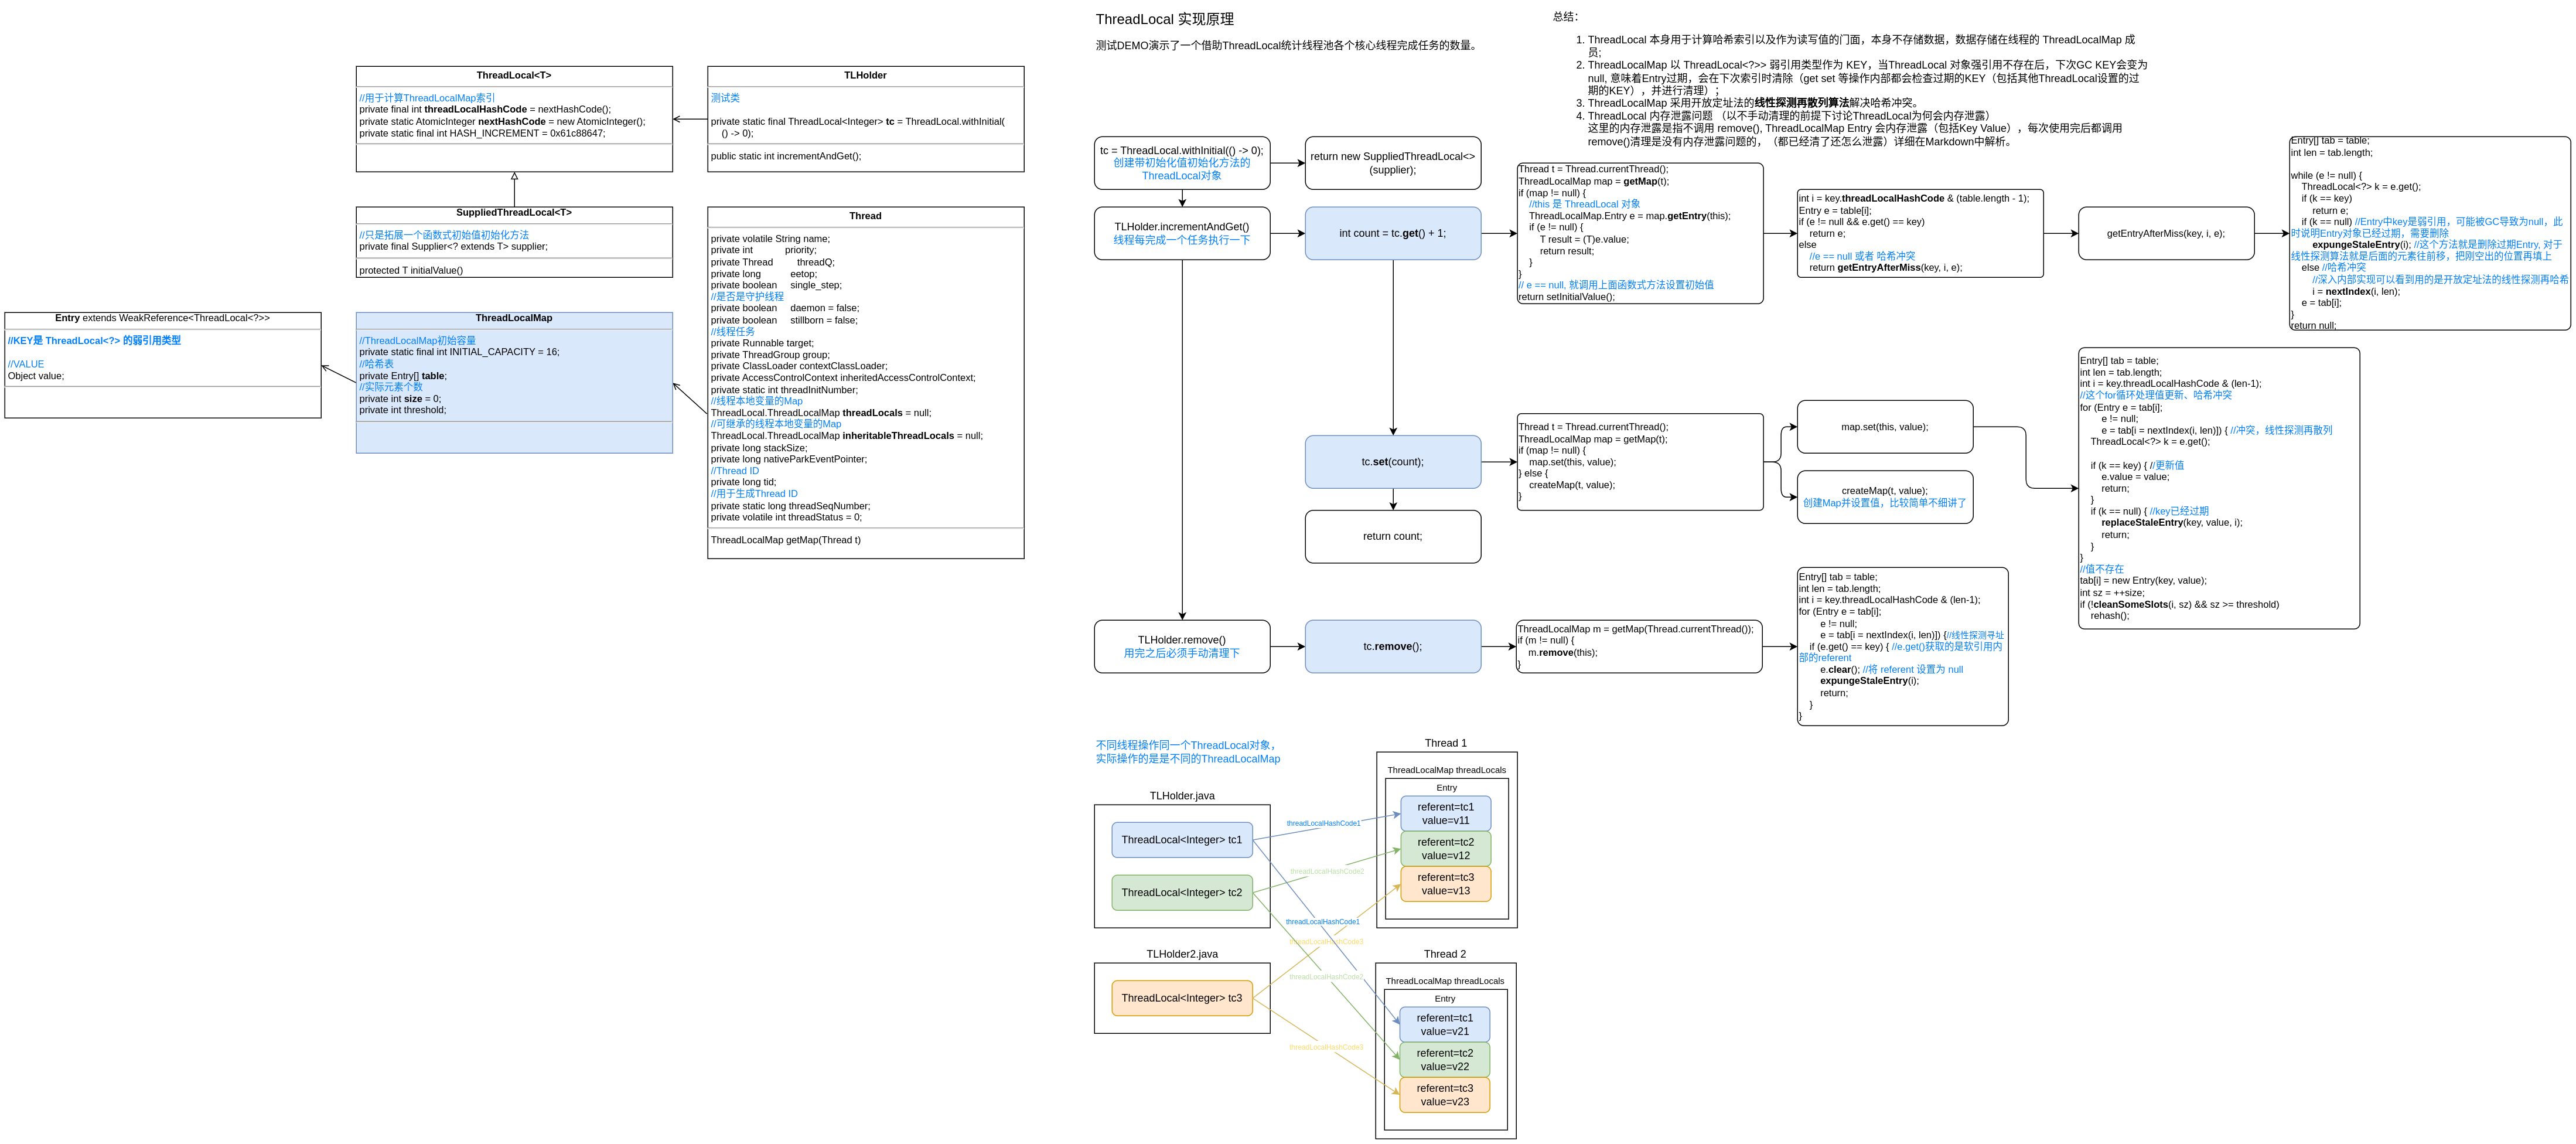 ThreadLocal<T>
//用于计算ThreadLocalMap索引
private final int threadLocalHashCode = nextHashCode();
private static AtomicInteger nextHashCode = new AtomicInteger();
private static final int HASH_INCREMENT = 0x61c88647;
TLHolder
测试类
private static final ThreadLocal<Integer> tc = ThreadLocal.withInitial(
() -> 0);
public static int incrementAndGet();
SuppliedThreadLocal<T>
//只是拓展一个函数式初始值初始化方法
private final Supplier<? extends T> supplier;
protected T initialValue()
Entry extends WeakReference<ThreadLocal<?>>
//KEY是 ThreadLocal<?> 的弱引用类型
//VALUE
Object value;
ThreadLocalMap
//ThreadLocalMap初始容量
private static final int INITIAL_CAPACITY = 16;
//哈希表
private Entry[] table;
//实际元素个数
private int size = 0;
private int threshold;
Thread
private volatile String name;
private int priority;
private Thread threadQ;
private long eetop;
private boolean single_step;
//是否是守护线程
private boolean daemon = false;
private boolean stillborn = false;
//线程任务
private Runnable target;
private ThreadGroup group;
private ClassLoader contextClassLoader;
private AccessControlContext inheritedAccessControlContext;
private static int threadInitNumber;
//线程本地变量的Map
ThreadLocal.ThreadLocalMap threadLocals = null;
//可继承的线程本地变量的Map
ThreadLocal.ThreadLocalMap inheritableThreadLocals = null;
private long stackSize;
private long nativeParkEventPointer;
//Thread ID
private long tid;
//用于生成Thread ID
private static long threadSeqNumber;
private volatile int threadStatus = 0;
ThreadLocalMap getMap(Thread t)
ThreadLocal 实现原理
测试DEMO演示了一个借助ThreadLocal统计线程池各个核心线程完成任务的数量。
总结：
1. ThreadLocal 本身用于计算哈希索引以及作为读写值的门面，本身不存储数据，数据存储在线程的 ThreadLocalMap 成
员;
2. ThreadLocalMap 以 ThreadLocal<?>> 弱引用类型作为 KEY，当ThreadLocal 对象强引用不存在后，下次GC KEY会变为
null, 意味着Entry过期，会在下次索引时清除（get set 等操作内部都会检查过期的KEY（包括其他ThreadLocal设置的过
期的KEY），并进行清理）；
3. ThreadLocalMap 采用开放定址法的线性探测再散列算法解决哈希冲突。
4. ThreadLocal 内存泄露问题 （以不手动清理的前提下讨论ThreadLocal为何会内存泄露）
这里的内存泄露是指不调用 remove(), ThreadLocalMap Entry 会内存泄露（包括Key Value），每次使用完后都调用
remove()清理是没有内存泄露问题的，（都已经清了还怎么泄露）详细在Markdown中解析。
tc = ThreadLocal.withInitial(() -> 0);
创建带初始化值初始化方法的
ThreadLocal对象
return new SuppliedThreadLocal<>
(supplier);
TLHolder.incrementAndGet()
线程每完成一个任务执行一下
int count = tc.get() + 1;
Thread t = Thread.currentThread();
ThreadLocalMap map = getMap(t);
if (map != null) {
//this 是 ThreadLocal 对象
ThreadLocalMap.Entry e = map.getEntry(this);
if (e != null) {
T result = (T)e.value;
return result;
}
}
// e == null, 就调用上面函数式方法设置初始值
return setInitialValue();
int i = key.threadLocalHashCode & (table.length - 1);
Entry e = table[i];
if (e != null && e.get() == key)
return e;
else
//e == null 或者 哈希冲突
return getEntryAfterMiss(key, i, e);
getEntryAfterMiss(key, i, e);
Entry[] tab = table;
int len = tab.length;
while (e != null) {
ThreadLocal<?> k = e.get();
if (k == key)
return e;
if (k == null) //Entry中key是弱引用，可能被GC导致为null，此
时说明Entry对象已经过期，需要删除
expungeStaleEntry(i); //这个方法就是删除过期Entry, 对于
线性探测算法就是后面的元素往前移，把刚空出的位置再填上
else //哈希冲突
//深入内部实现可以看到用的是开放定址法的线性探测再哈希
i = nextIndex(i, len);
e = tab[i];
}
return null;
tc.set(count);
return count;
Thread t = Thread.currentThread();
ThreadLocalMap map = getMap(t);
if (map != null) {
map.set(this, value);
} else {
createMap(t, value);
}
map.set(this, value);
createMap(t, value);
创建Map并设置值，比较简单不细讲了
Entry[] tab = table;
int len = tab.length;
int i = key.threadLocalHashCode & (len-1);
//这个for循环处理值更新、哈希冲突
for (Entry e = tab[i];
e != null;
e = tab[i = nextIndex(i, len)]) { //冲突，线性探测再散列
ThreadLocal<?> k = e.get();
if (k == key) { //更新值
e.value = value;
return;
}
if (k == null) { //key已经过期
replaceStaleEntry(key, value, i);
return;
}
}
//值不存在
tab[i] = new Entry(key, value);
int sz = ++size;
if (!cleanSomeSlots(i, sz) && sz >= threshold)
rehash();
TLHolder.remove()
用完之后必须手动清理下
tc.remove();
ThreadLocalMap m = getMap(Thread.currentThread());
if (m != null) {
m.remove(this);
}
Entry[] tab = table;
int len = tab.length;
int i = key.threadLocalHashCode & (len-1);
for (Entry e = tab[i];
e != null;
e = tab[i = nextIndex(i, len)]) {//线性探测寻址
if (e.get() == key) { //e.get()获取的是软引用内
部的referent
e.clear(); //将 referent 设置为 null
expungeStaleEntry(i);
return;
}
}
不同线程操作同一个ThreadLocal对象，
实际操作的是是不同的ThreadLocalMap
TLHolder.java
ThreadLocal<Integer> tc1
ThreadLocal<Integer> tc2
TLHolder2.java
ThreadLocal<Integer> tc3
threadLocalHashCode1
threadLocalHashCode2
threadLocalHashCode1
threadLocalHashCode3
threadLocalHashCode2
threadLocalHashCode3
Thread 1
ThreadLocalMap threadLocals
Entry
referent=tc1
value=v11
referent=tc2
value=v12
referent=tc3
value=v13
Thread 2
ThreadLocalMap threadLocals
Entry
referent=tc1
value=v21
referent=tc2
value=v22
referent=tc3
value=v23